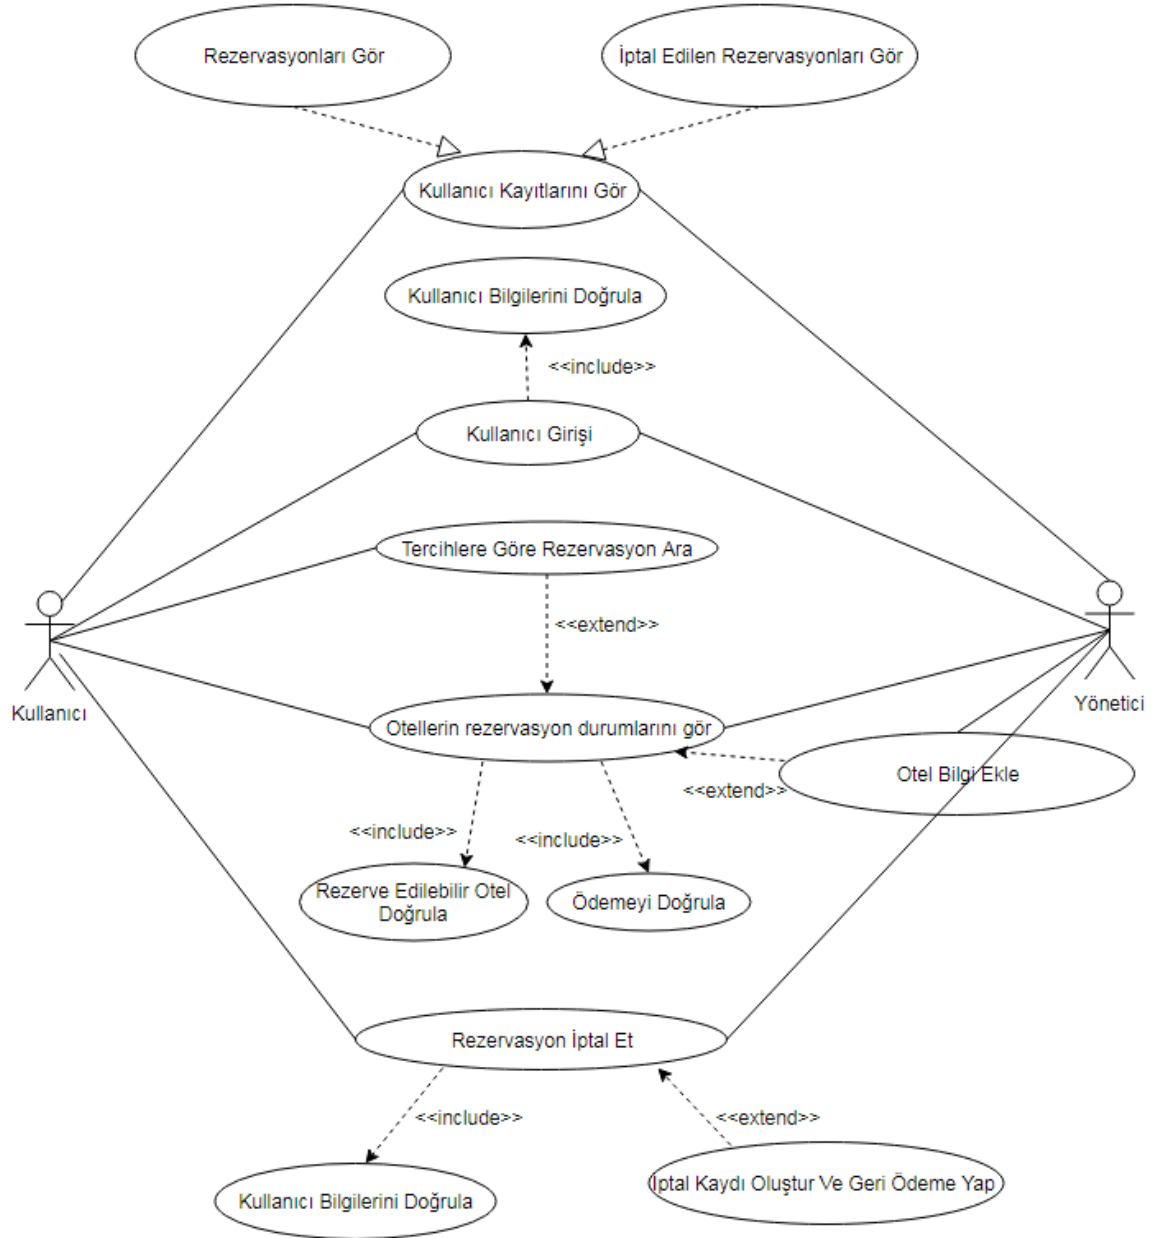 Rezervasyonları Gör
İptal Edilen Rezervasyonları Gör
Kullanıcı Kayıtlarını Gör
Kullanıcı Bilgilerini Doğrula
<<include>>
Kullanıcı Girişi
Tercihlere Göre Rezervasyon Ara
<<extend>>
Kullanıcı
Yönetici
Otellerin rezervasyon durumlarını gör
Otel Bilgi Ekle
<<extend>>
<<include>>
<<include>>
Rezerve Edilebilir Otel
Doğrula
Ödemeyi Doğrula
Rezervasyon İptal Et
<<include>>
<<extend>>
Kullanıcı Bilgilerini Doğrula
İptal Kaydı Oluştur Ve Geri Ödeme Yap